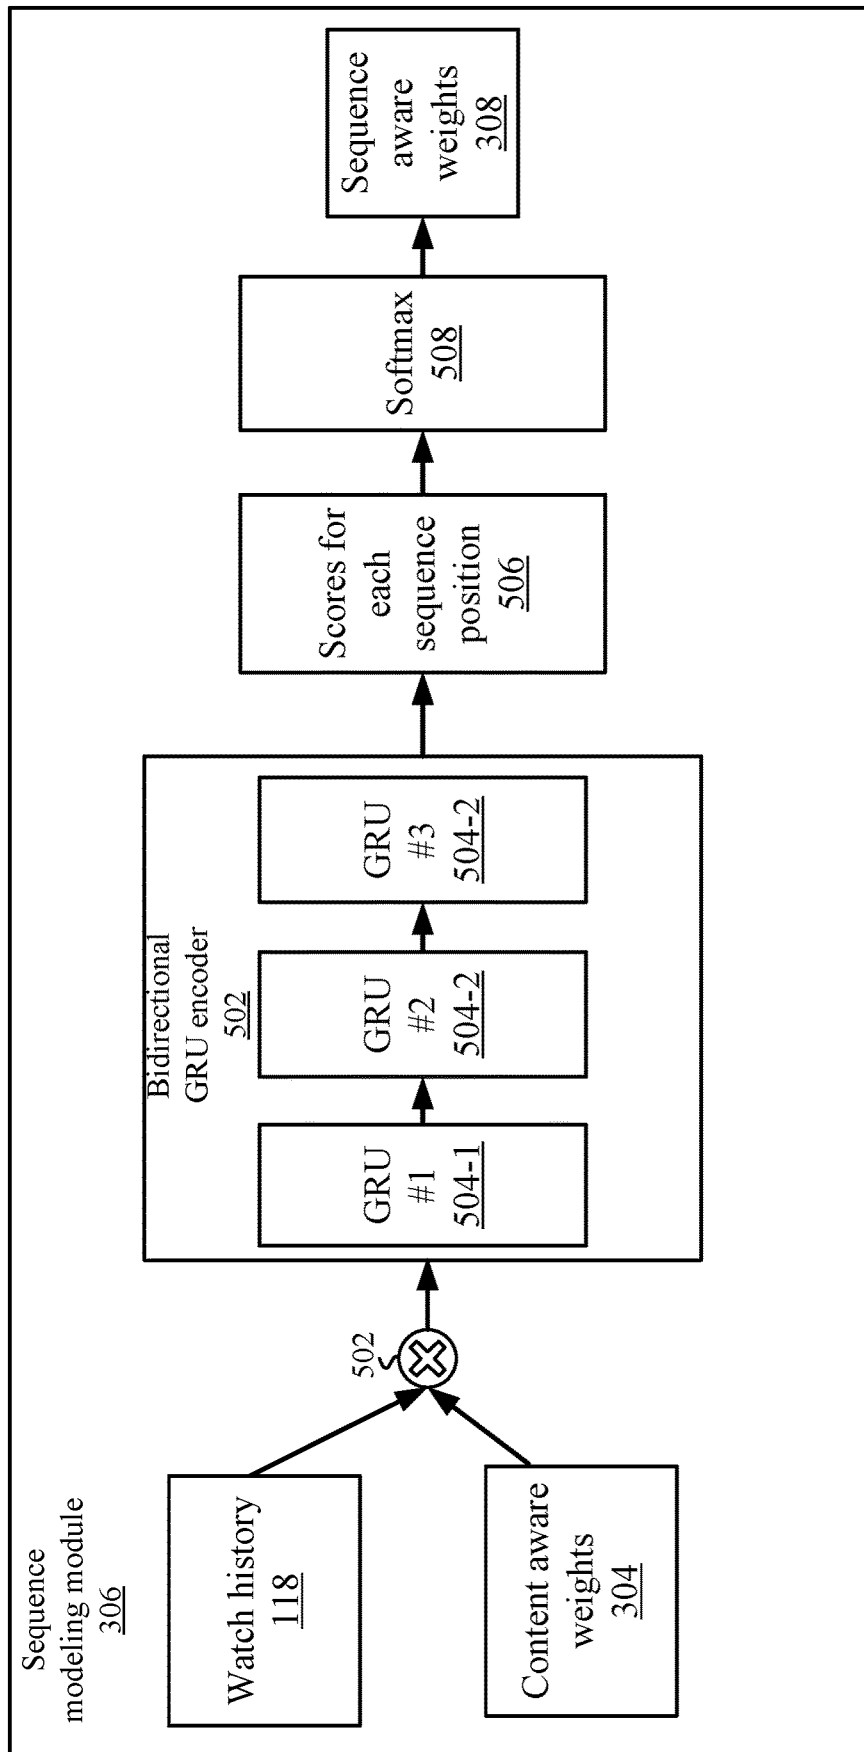 Sequence
modeling module
306
Watch history
118
Content aware
weights
304
502
Bidirectional
GRU encoder
502
GRU
#1
504-1
GRU
#2
504-2
GRU
#3
504-2
Scores for
each
sequence
position
506
Softmax
508
Sequence
aware
weights
308